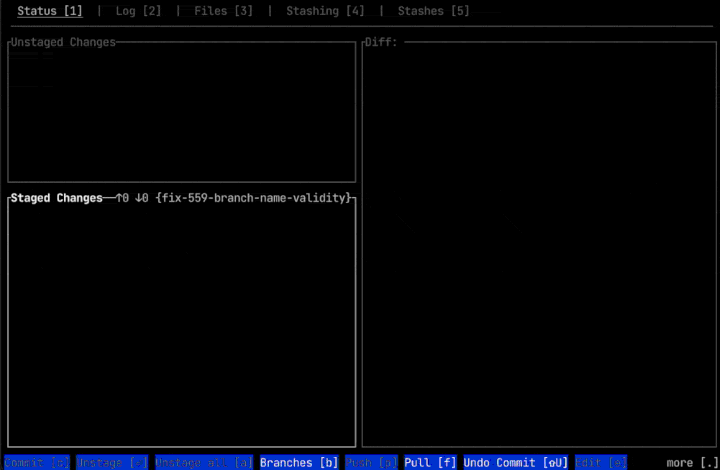 Status [1] | Log [2] | Files [3] | Stashing [4] | Stashes [5]
Unstaged Changes
Diff:
Staged Changes ↑0 ↓0 {fix-559-branch-name-validity}
Commit [c] Unstage Unstage all [a] Branches [b] Push [p] Pull [f] Undo Commit [⇧U] Edit more [.]